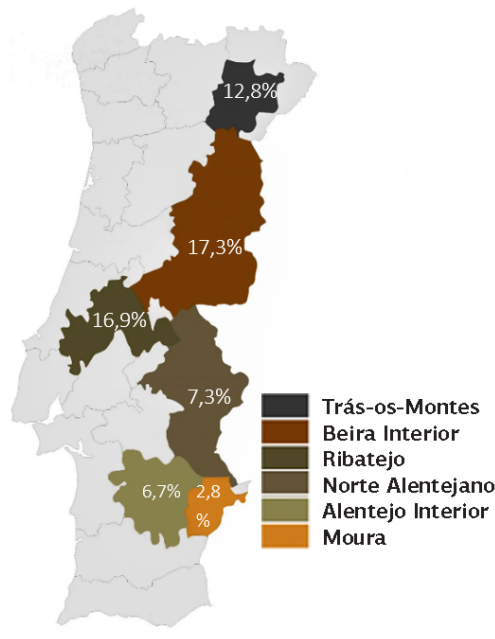 12,8%
17,3%
16,9%
7,3%
6,7%
2,8
%
Trás-os-Montes
Beira Interior
Ribatejo
Norte Alentejano
Alentejo Interior
Moura